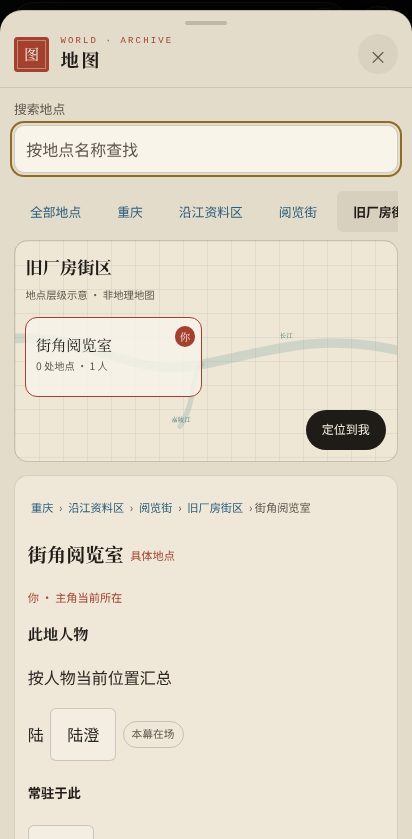 图
WORLD · ARCHIVE
地图
搜索地点
按地点名称查找
全部地点 重庆 沿江资料区 阅览街 旧厂房街
旧厂房街区
地点层级示意 · 非地理地图
街角阅览室 你
0 处地点 · 1 人
长江
嘉陵江
定位到我
重庆 › 沿江资料区 › 阅览街 › 旧厂房街区 › 街角阅览室
街角阅览室 具体地点
你 · 主角当前所在
此地人物
按人物当前位置汇总
陆 陆澄 本幕在场
常驻于此